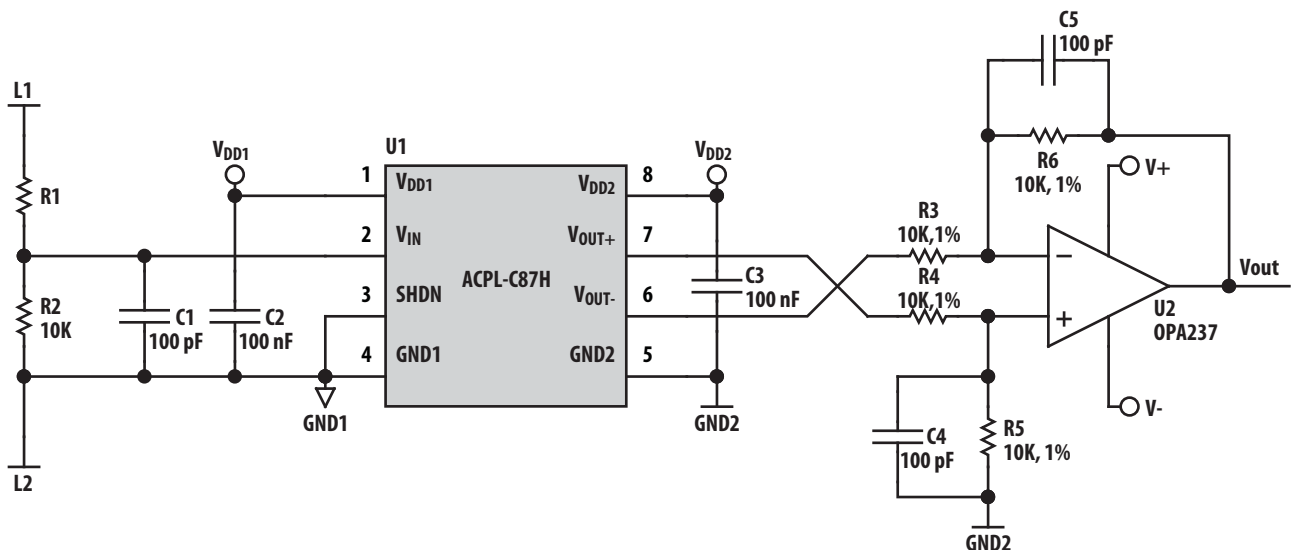 C5
100 pF
L1
R6
10K, 1%
V+
VDD1
U1
VDD2
1
VDD1
VDD2
8
R1
R3
10K,1%
2
VIN
VOUT+
7
R4
10K,1%
−
Vout
ACPL-C87H
C3
100 nF
3
SHDN
VOUT-
6
+
U2
OPA237
R2
10K
C1
100 pF
C2
100 nF
4
GND1
GND2
5
V-
GND1
GND2
C4
100 pF
R5
10K, 1%
L2
GND2